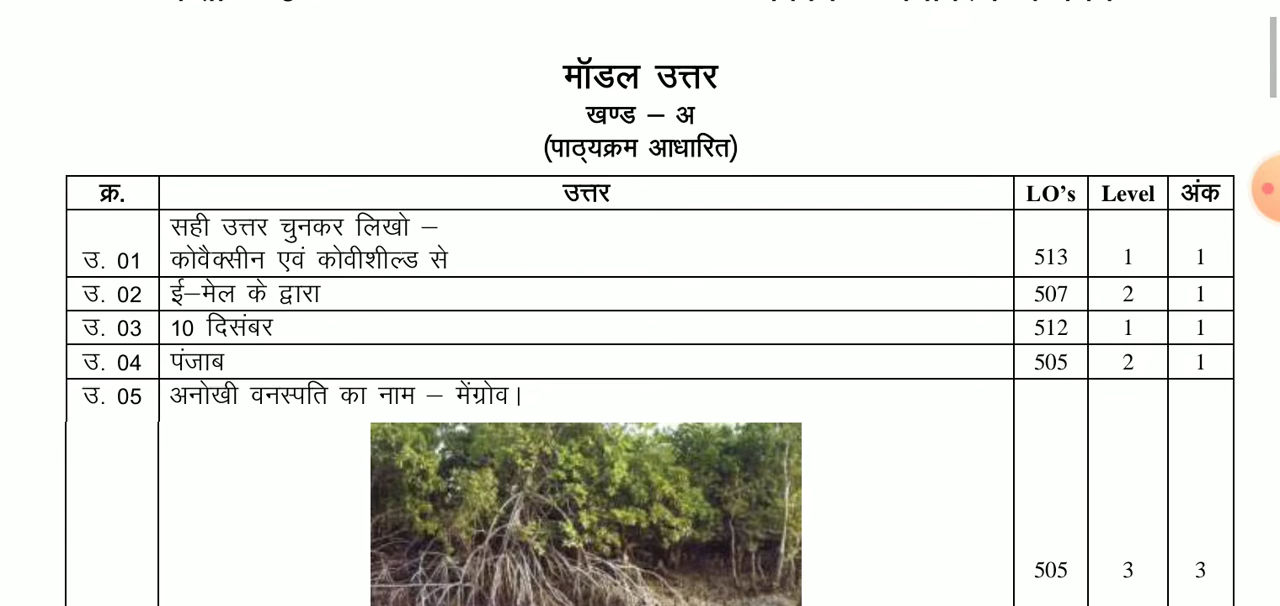 मॉडल उत्तर
खण्ड – अ
(पाठ्यक्रम आधारित)
क्र. उत्तर LO's Level अंक
सही उत्तर चुनकर लिखो –
उ. 01 कोवैक्सीन एवं कोवीशील्ड से 513 1 1
उ. 02 ई–मेल के द्वारा 507 2 1
उ. 03 10 दिसंबर 512 1 1
उ. 04 पंजाब 505 2 1
उ. 05 अनोखी वनस्पति का नाम – मेंग्रोव।
505 3 3